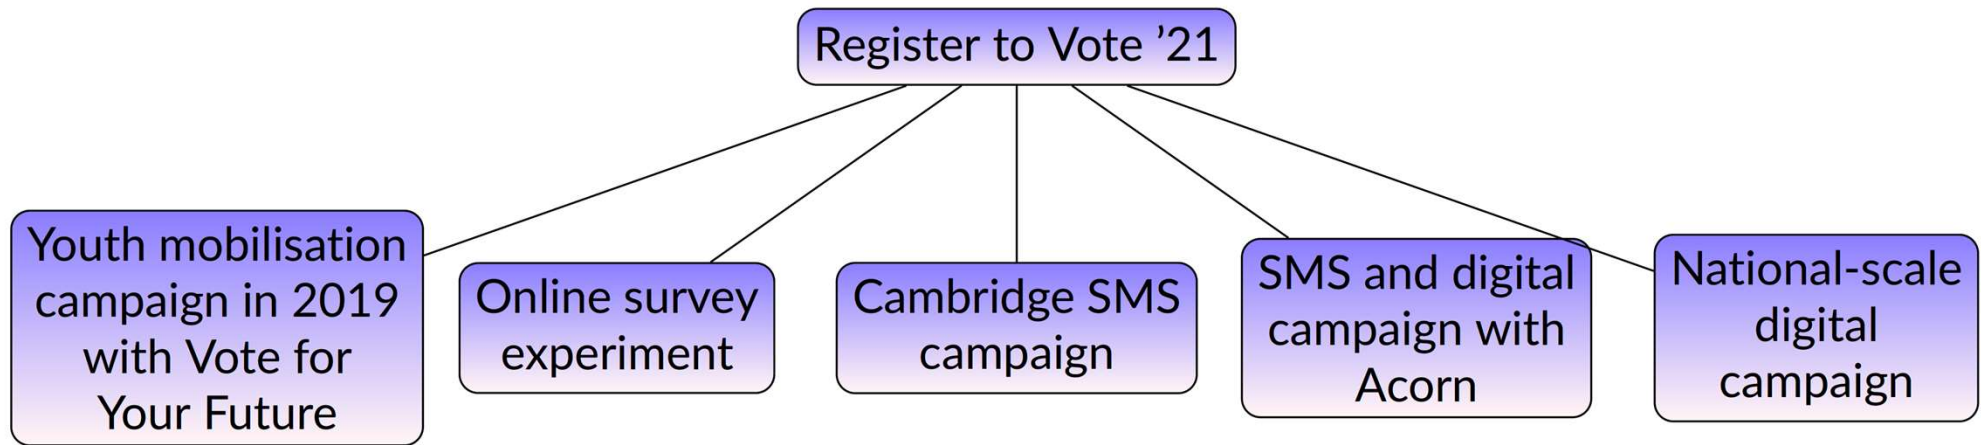 Register to Vote ’21
Youth mobilisation
campaign in 2019
with Vote for
Your Future
Online survey
experiment
Cambridge SMS
campaign
SMS and digital
campaign with
Acorn
National-scale
digital
campaign